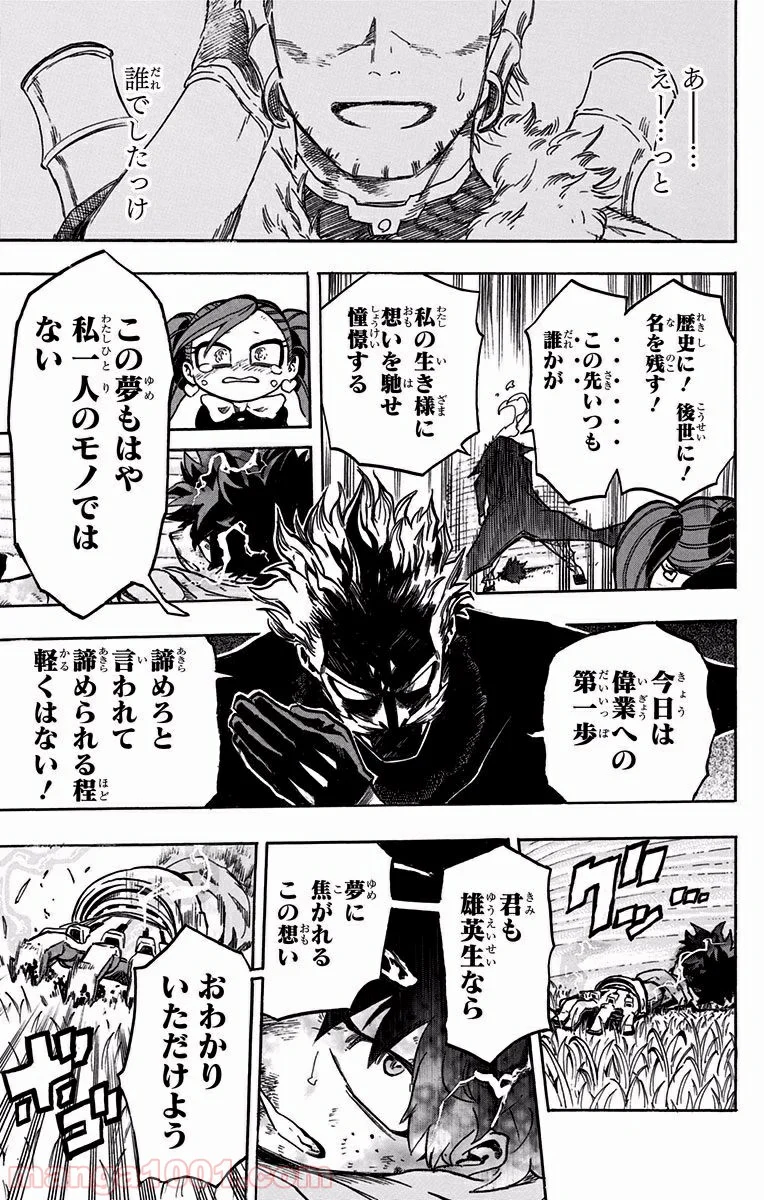 あー…
えー…っと
誰でしたっけ
歴史に！後世に！
名を残す！
この先いつも
誰かが
私の生き様に
想いを馳せ
憧憬する
この夢もはや
私一人のモノでは
ない
今日は
偉業への
第一歩
諦めろと
言われて
諦められる程
軽くはない！
グググ…
君も
雄英生なら
夢に
焦がれる
この想い
おわかり
いただけよう
manga1001.com